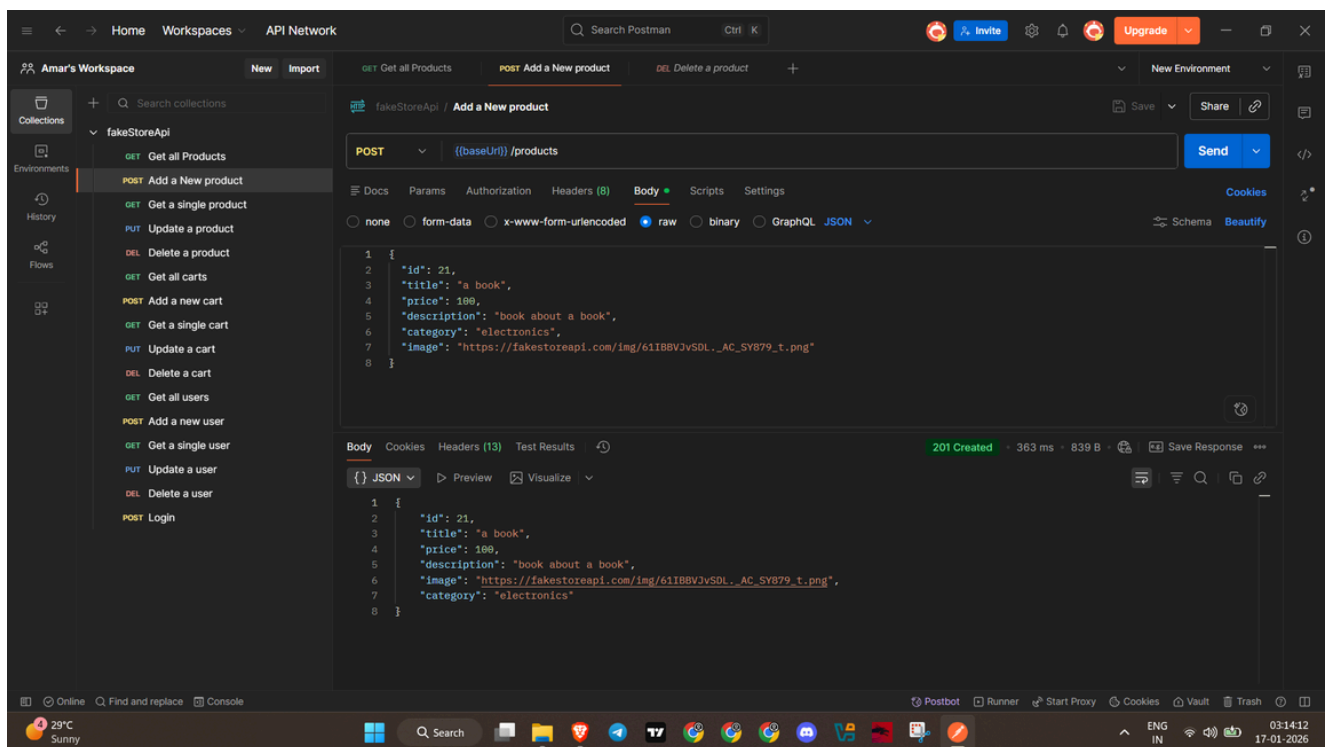 Home Workspaces API Network Search Postman Ctrl K Invite Upgrade
Amar's Workspace New Import GET Get all Products POST Add a New product DEL Delete a product New Environment
Collections
Environments
History
Flows
Search collections
fakeStoreApi
GET Get all Products
POST Add a New product
GET Get a single product
PUT Update a product
DEL Delete a product
GET Get all carts
POST Add a new cart
GET Get a single cart
PUT Update a cart
DEL Delete a cart
GET Get all users
POST Add a new user
GET Get a single user
PUT Update a user
DEL Delete a user
POST Login
HTTP fakeStoreApi / Add a New product Save Share
POST {{baseUrl}} /products Send
Docs Params Authorization Headers (8) Body Scripts Settings Cookies
none form-data x-www-form-urlencoded raw binary GraphQL JSON Schema Beautify
1 {
2 "id": 21,
3 "title": "a book",
4 "price": 100,
5 "description": "book about a book",
6 "category": "electronics",
7 "image": "https://fakestoreapi.com/img/61IBBVJvSDL._AC_SY879_t.png"
8 }
Body Cookies Headers (13) Test Results 201 Created 363 ms 839 B e.g. Save Response
{} JSON Preview Visualize
1 {
2 "id": 21,
3 "title": "a book",
4 "price": 100,
5 "description": "book about a book",
6 "image": "https://fakestoreapi.com/img/61IBBVJvSDL._AC_SY879_t.png",
7 "category": "electronics"
8 }
Online Find and replace Console Postbot Runner Start Proxy Cookies Vault Trash
4 29°C
Sunny
Search
ENG
IN
03:14:12
17-01-2026